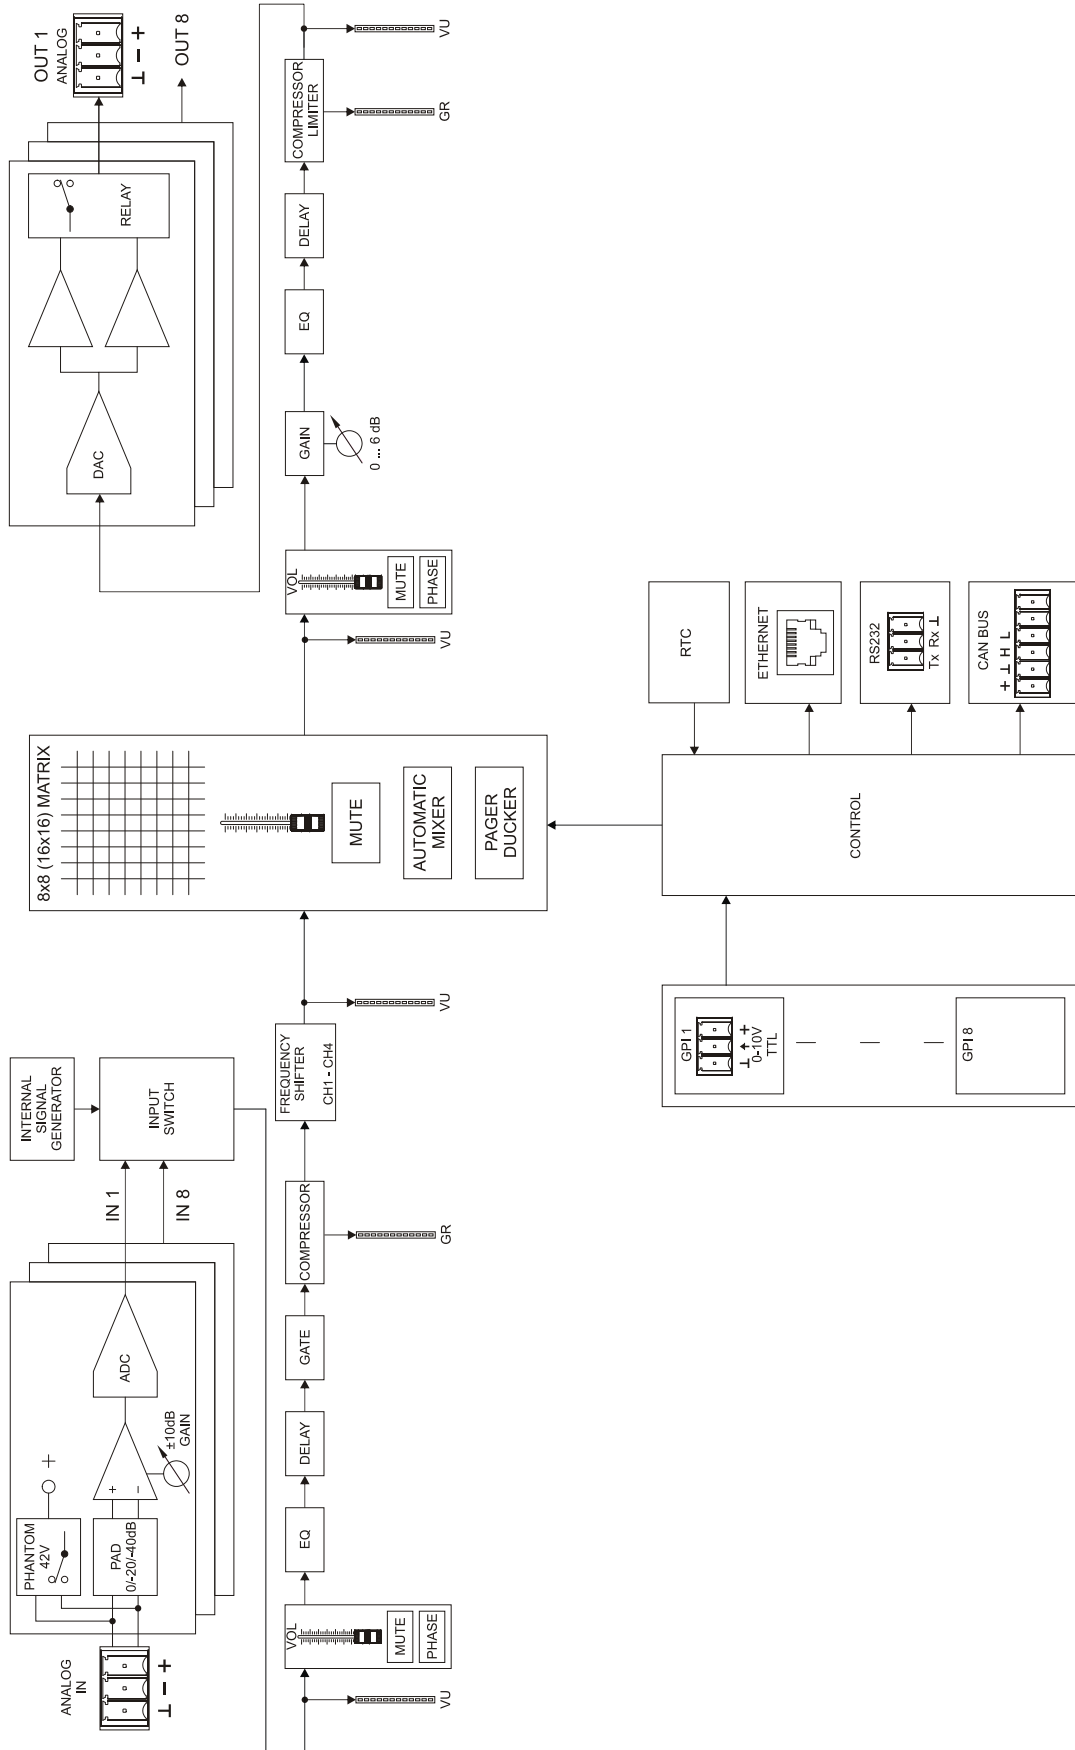 ANALOG
IN
+
−
⊥
PHANTOM
42V
+
PAD
0/-20/-40dB
+
−
±10dB
GAIN
ADC
IN 1
IN 8
INTERNAL
SIGNAL
GENERATOR
INPUT
SWITCH
VU
VOL
MUTE
PHASE
EQ
DELAY
GATE
COMPRESSOR
GR
FREQUENCY
SHIFTER
CH1 - CH4
VU
8x8 (16x16) MATRIX
MUTE
AUTOMATIC
MIXER
PAGER
DUCKER
VU
VOL
MUTE
PHASE
GAIN
0 ... 6 dB
EQ
DELAY
COMPRESSOR
LIMITER
GR
VU
DAC
RELAY
OUT 1
ANALOG
+
−
⊥
OUT 8
GPI 1
⊥ +
0-10V
TTL
GPI 8
CONTROL
RTC
ETHERNET
RS232
Tx Rx ⊥
CAN BUS
+ ⊥ H L